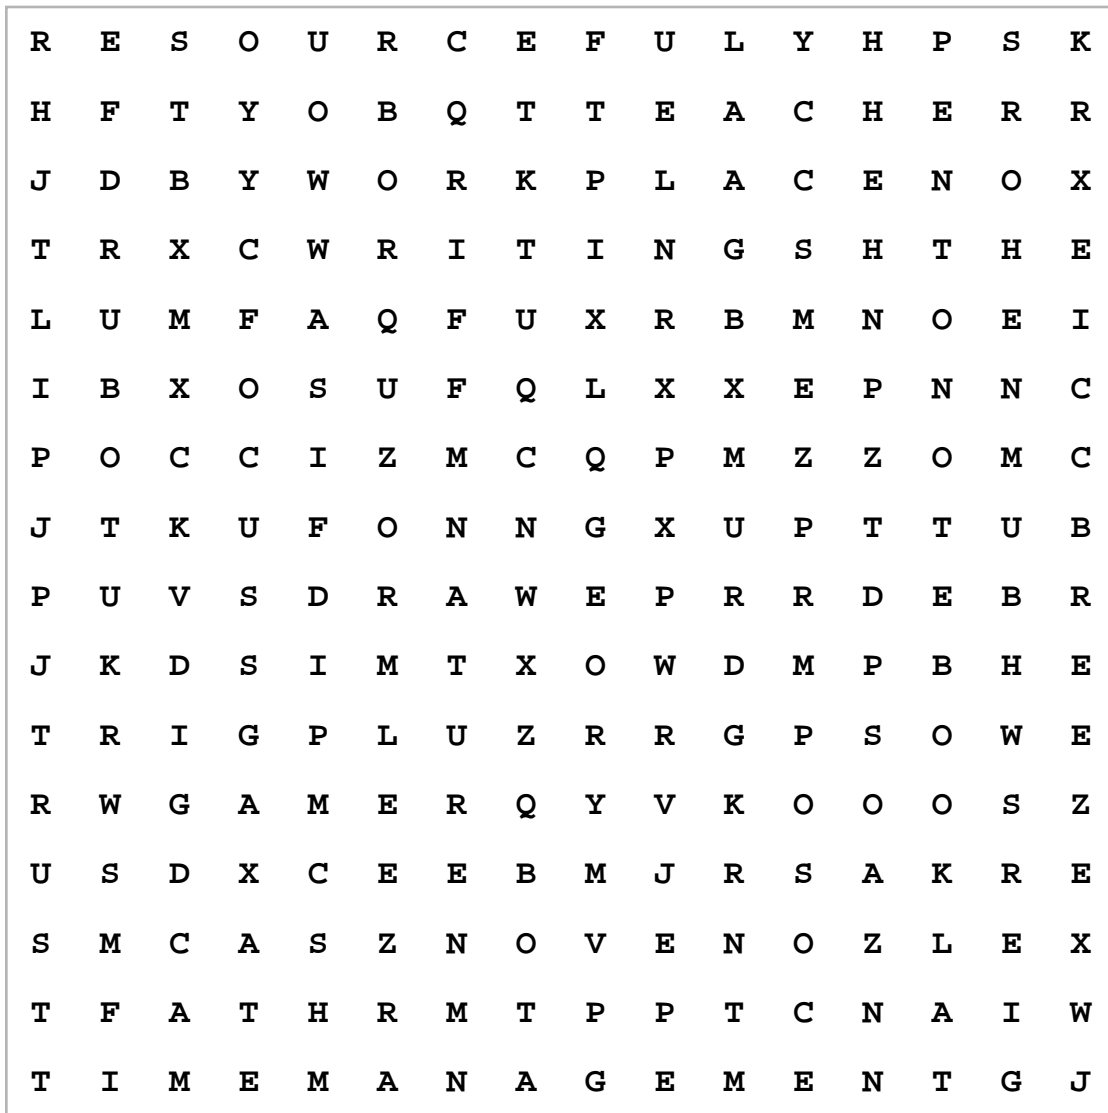 R E S O U R C E F U L Y H P S K
H F T Y O B Q T T E A C H E R R
J D B Y W O R K P L A C E N O X
T R X C W R I T I N G S H T H E
L U M F A Q F U X R B M N O E I
I B X O S U F Q L X X E P N N C
P O C C I Z M C Q P M Z Z O M C
J T K U F O N N G X U P T T U B
P U V S D R A W E P R R D E B R
J K D S I M T X O W D M P B H E
T R I G P L U Z R R G P S O W E
R W G A M E R Q Y V K O O O S Z
U S D X C E E B M J R S A K R E
S M C A S Z N O V E N O Z L E X
T F A T H R M T P P T C N A I W
T I M E M A N A G E M E N T G J